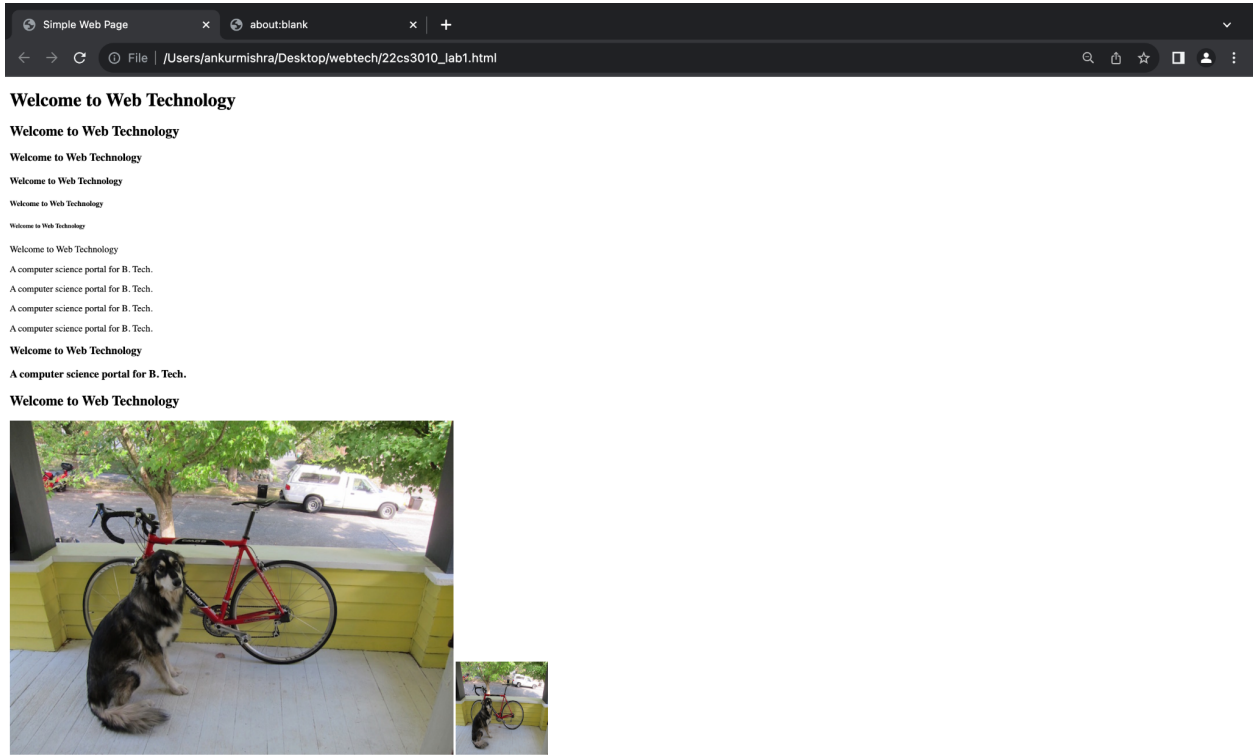 Simple Web Page
about:blank
File /Users/ankurmishra/Desktop/webtech/22cs3010_lab1.html
Welcome to Web Technology
Welcome to Web Technology
Welcome to Web Technology
Welcome to Web Technology
Welcome to Web Technology
Welcome to Web Technology
Welcome to Web Technology
A computer science portal for B. Tech.
A computer science portal for B. Tech.
A computer science portal for B. Tech.
A computer science portal for B. Tech.
Welcome to Web Technology
A computer science portal for B. Tech.
Welcome to Web Technology